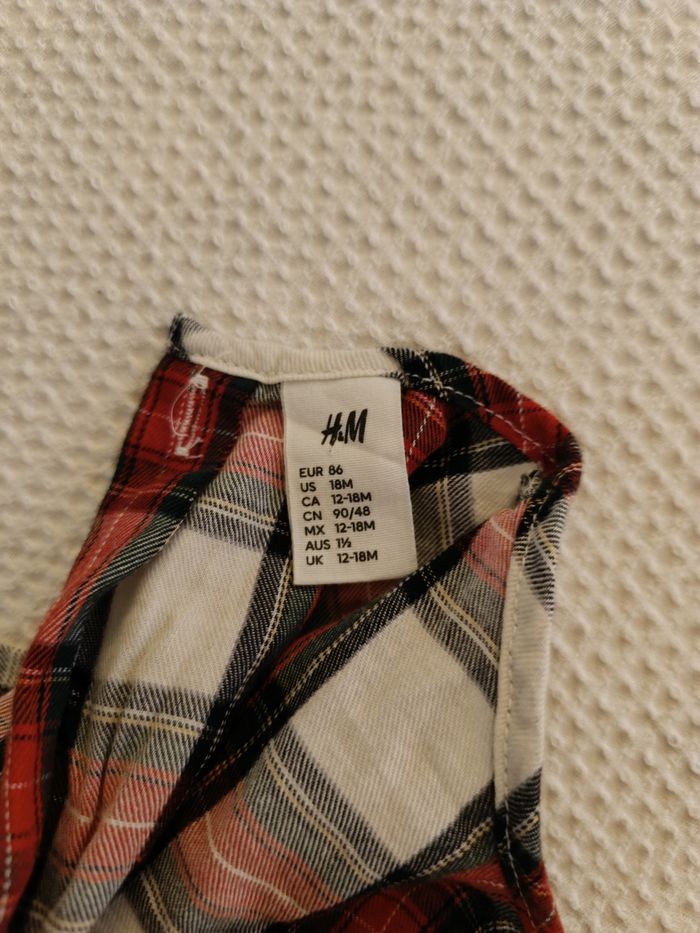 H&M
EUR 86
US 18M
CA 12-18M
CN 90/48
MX 12-18M
AUS 1½
UK 12-18M